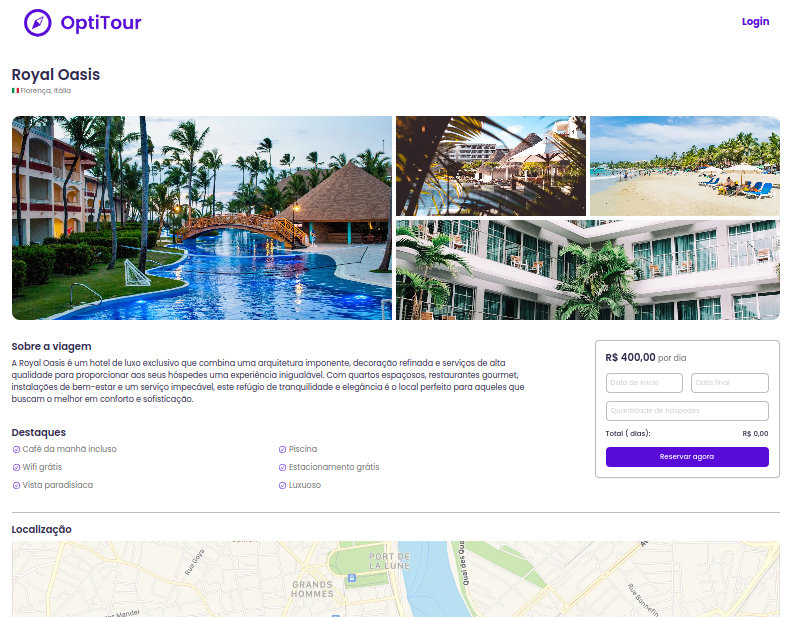 OptiTour
Login
Royal Oasis
Florença, Itália
Sobre a viagem
A Royal Oasis é um hotel de luxo exclusivo que combina uma arquitetura imponente, decoração refinada e serviços de alta
qualidade para proporcionar aos seus hóspedes uma experiência inigualável. Com quartos espaçosos, restaurantes gourmet,
instalações de bem-estar e um serviço impecável, este refúgio de tranquilidade e elegância é o local perfeito para aqueles que
buscam o melhor em conforto e sofisticação.
R$ 400,00 por dia
Data de início
Data final
Quantidade de hóspedes
Total ( dias):
R$ 0,00
Reservar agora
Destaques
Café da manhã incluso
Piscina
Wifi grátis
Estacionamento grátis
Vista paradisíaca
Luxuoso
Localização
Rue Goya
PORT DE
LA LUNE
GRANDS
HOMMES
Quai des
Rue Bonnefin
Mandel